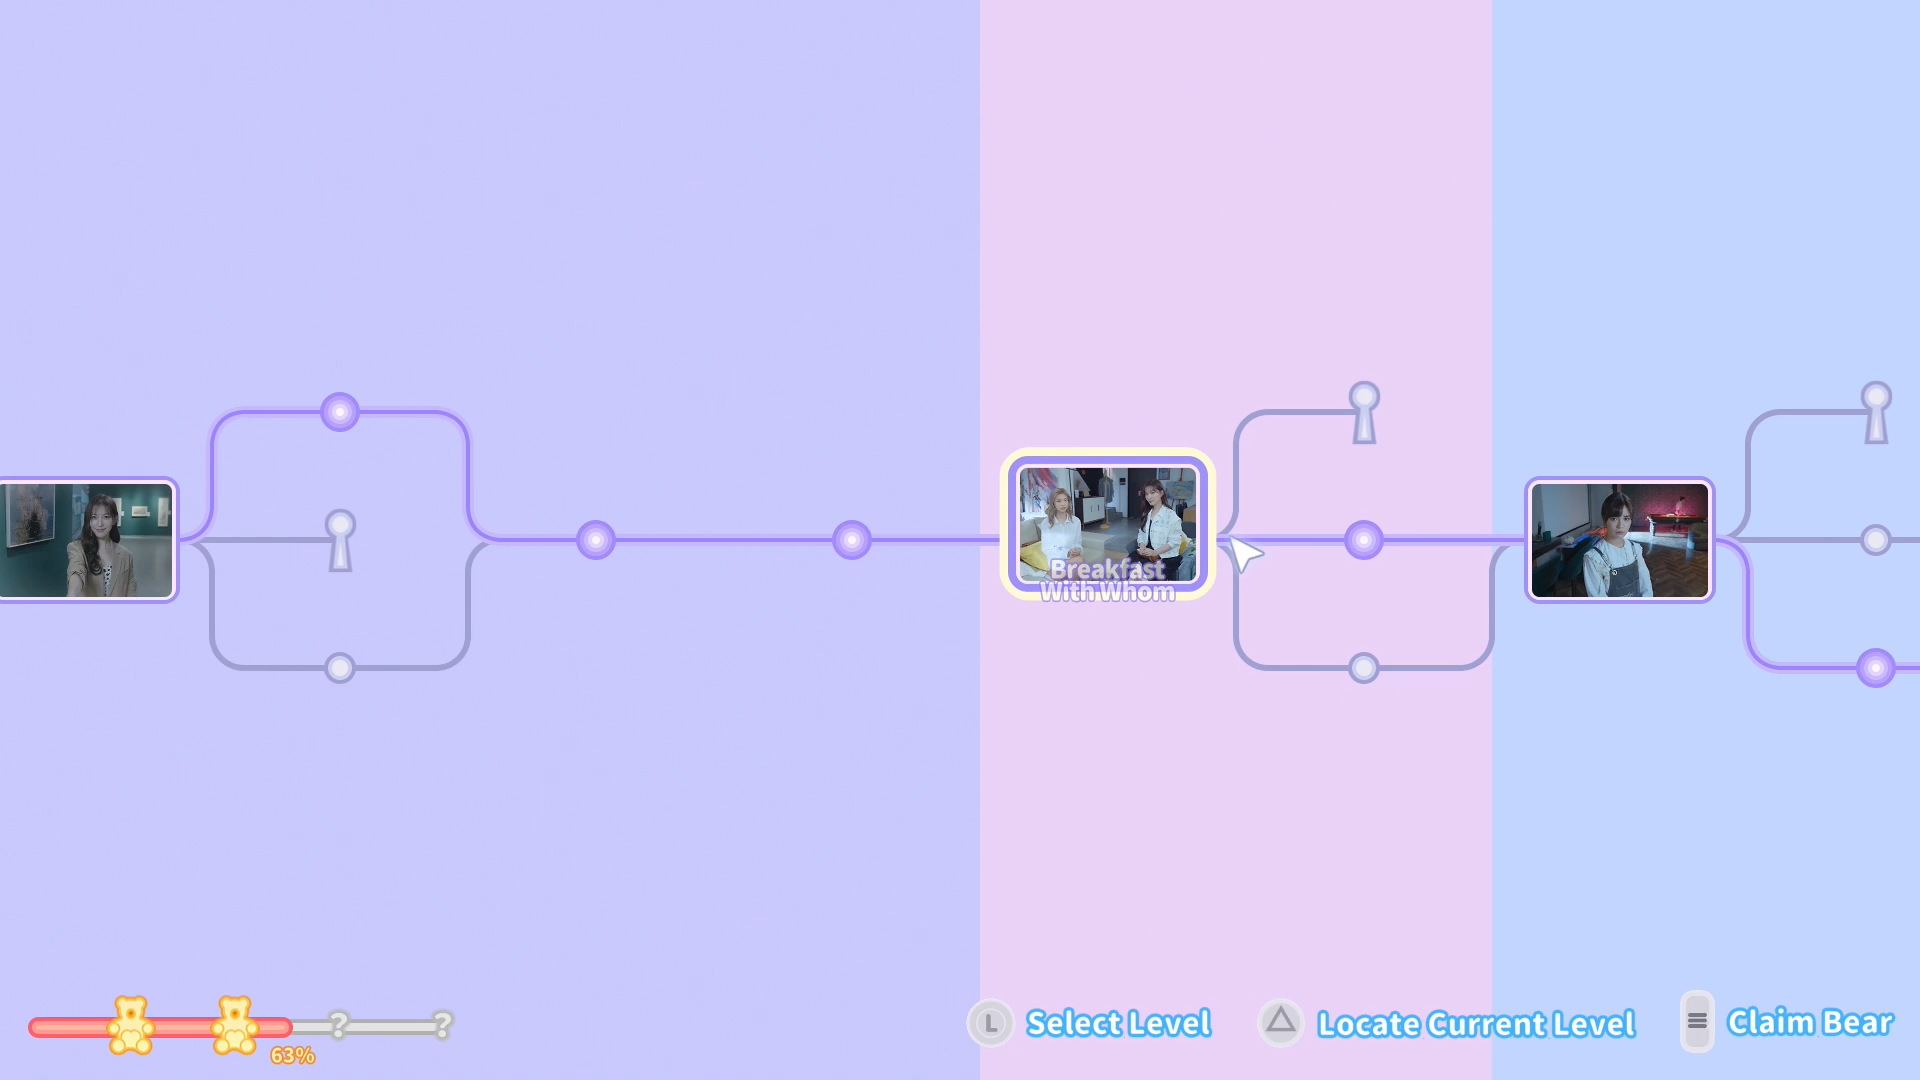 Breakfast
With Whom
?
?
63%
L
Select Level
Locate Current Level
Claim Bear